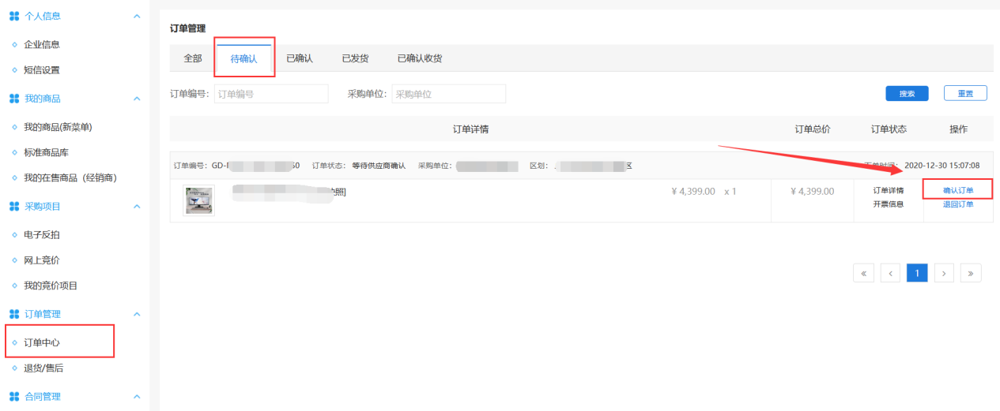 个人信息
企业信息
短信设置
我的商品
我的商品(新菜单)
标准商品库
我的在售商品（经销商）
采购项目
电子反拍
网上竞价
我的竞价项目
订单管理
订单中心
退货/售后
合同管理
订单管理
全部 待确认 已确认 已发货 已确认收货
订单编号： 订单编号 采购单位： 采购单位 搜索 重置
订单详情 订单总价 订单状态 操作
订单编号： GD- 订单状态： 等待供应商确认 采购单位： 区划： 区 下单时间： 2020-12-30 15:07:08
¥ 4,399.00 x 1 ¥ 4,399.00 订单详情 确认订单
开票信息 退回订单
« ‹ 1 › »